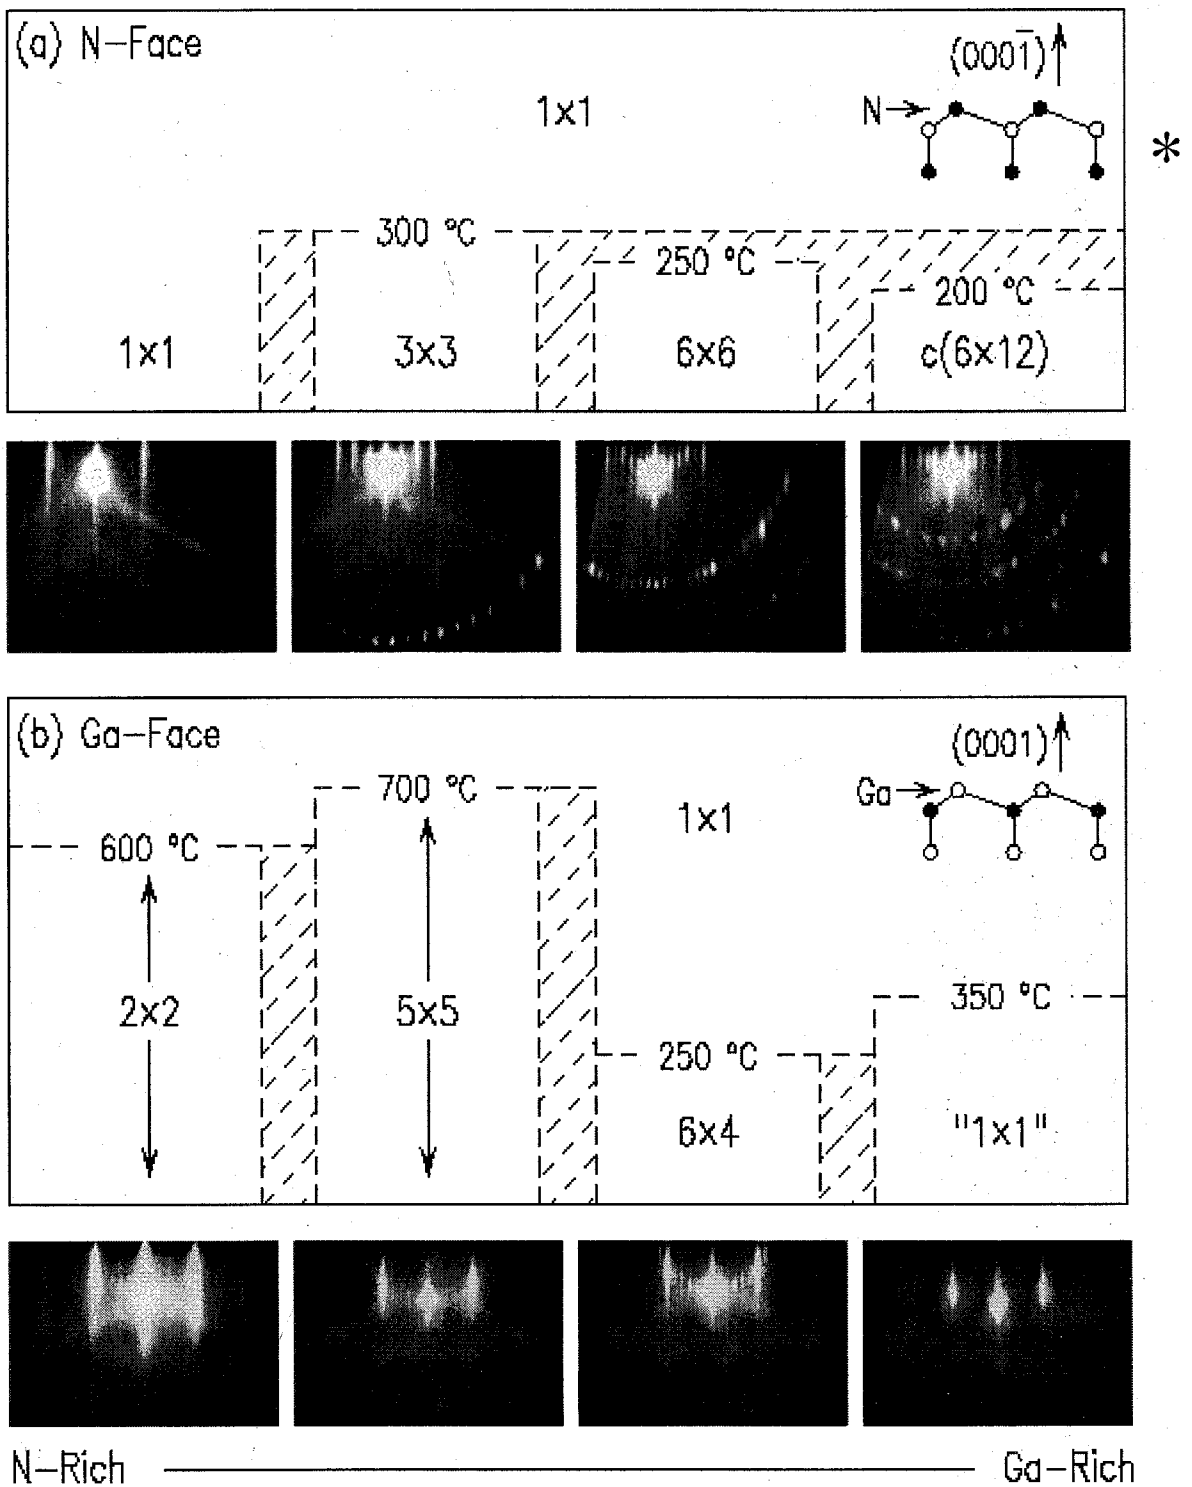 (a) N–Face
(0001̄)
N
1x1
*
300 °C
250 °C
200 °C
1x1
3x3
6x6
c(6x12)
(b) Ga–Face
(0001)
700 °C
Ga
1x1
600 °C
2x2
5x5
350 °C
250 °C
6x4
"1x1"
N–Rich
Ga–Rich